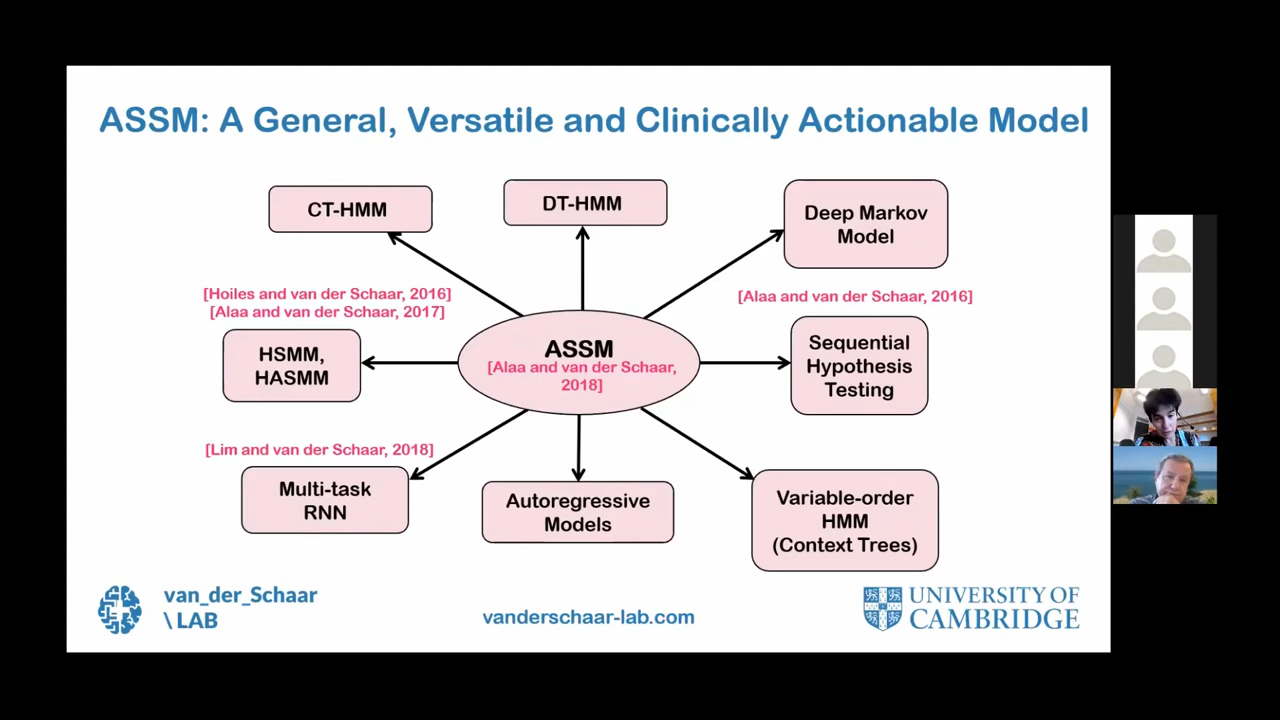 ASSM: A General, Versatile and Clinically Actionable Model
CT-HMM
DT-HMM
Deep Markov
Model
[Hoiles and van der Schaar, 2016]
[Alaa and van der Schaar, 2017]
[Alaa and van der Schaar, 2016]
HSMM,
HASMM
ASSM
[Alaa and van der Schaar,
2018]
Sequential
Hypothesis
Testing
[Lim and van der Schaar, 2018]
Multi-task
RNN
Autoregressive
Models
Variable-order
HMM
(Context Trees)
van_der_Schaar
\ LAB
vanderschaar-lab.com
UNIVERSITY OF
CAMBRIDGE